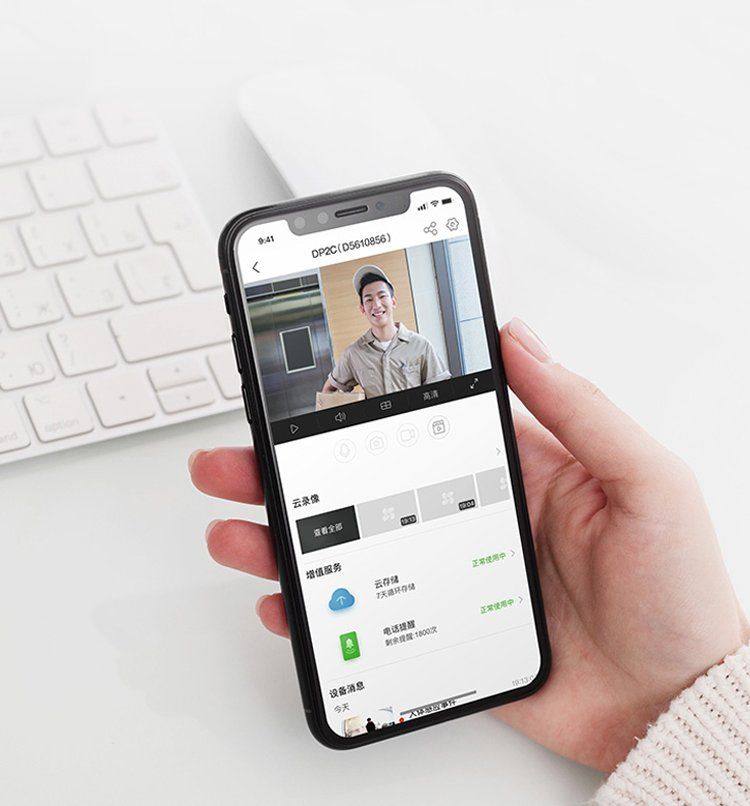 9:41
DP2C(D5610856)
高清
云录像
查看全部
19:13
19:04
增值服务
云存储
正常使用中
7天循环存储
电话提醒
正常使用中
剩余提醒:1800次
设备消息
今天
19:13
人体感应事件
and